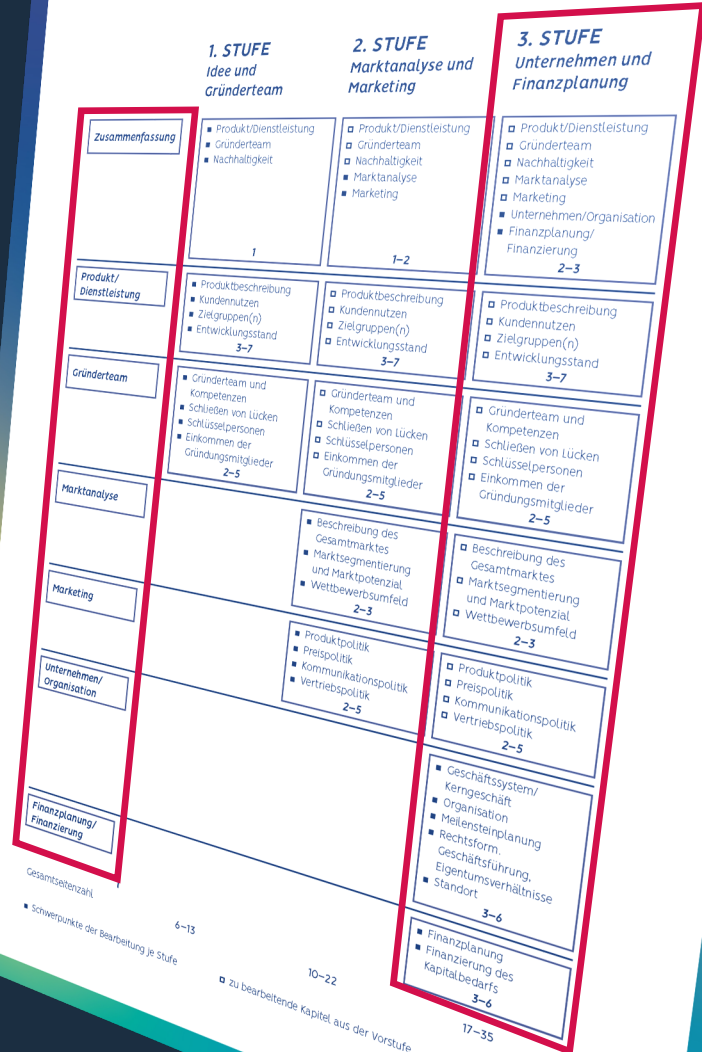 1. STUFE
Idee und
Gründerteam
2. STUFE
Marktanalyse und
Marketing
3. STUFE
Unternehmen und
Finanzplanung
Zusammenfassung
▪ Produkt/Dienstleistung
▪ Gründerteam
▪ Nachhaltigkeit
1
▫ Produkt/Dienstleistung
▫ Gründerteam
▫ Nachhaltigkeit
▪ Marktanalyse
▪ Marketing
1–2
▫ Produkt/Dienstleistung
▫ Gründerteam
▫ Nachhaltigkeit
▫ Marktanalyse
▫ Marketing
▪ Unternehmen/Organisation
▪ Finanzplanung/
Finanzierung
2–3
Produkt/
Dienstleistung
▪ Produktbeschreibung
▪ Kundennutzen
▪ Zielgruppen(n)
▪ Entwicklungsstand
3–7
▫ Produktbeschreibung
▫ Kundennutzen
▫ Zielgruppen(n)
▫ Entwicklungsstand
3–7
▫ Produktbeschreibung
▫ Kundennutzen
▫ Zielgruppen(n)
▫ Entwicklungsstand
3–7
Gründerteam
▪ Gründerteam und
Kompetenzen
▪ Schließen von Lücken
▪ Schlüsselpersonen
▪ Einkommen der
Gründungsmitglieder
2–5
▫ Gründerteam und
Kompetenzen
▫ Schließen von Lücken
▫ Schlüsselpersonen
▫ Einkommen der
Gründungsmitglieder
2–5
▫ Gründerteam und
Kompetenzen
▫ Schließen von Lücken
▫ Schlüsselpersonen
▫ Einkommen der
Gründungsmitglieder
2–5
Marktanalyse
▪ Beschreibung des
Gesamtmarktes
▪ Marktsegmentierung
und Marktpotenzial
▪ Wettbewerbsumfeld
2–3
▫ Beschreibung des
Gesamtmarktes
▫ Marktsegmentierung
und Marktpotenzial
▫ Wettbewerbsumfeld
2–3
Marketing
▪ Produktpolitik
▪ Preispolitik
▪ Kommunikationspolitik
▪ Vertriebspolitik
2–5
▫ Produktpolitik
▫ Preispolitik
▫ Kommunikationspolitik
▫ Vertriebspolitik
2–5
Unternehmen/
Organisation
▪ Geschäftssystem/
Kerngeschäft
▪ Organisation
▪ Meilensteinplanung
▪ Rechtsform.
Geschäftsführung,
Eigentumsverhältnisse
▪ Standort
3–6
Finanzplanung/
Finanzierung
▪ Finanzplanung
▪ Finanzierung des
Kapitalbedarfs
3–6
Gesamtseitenzahl
6–13
10–22
17–35
▪ Schwerpunkte der Bearbeitung je Stufe
▫ zu bearbeitende Kapitel aus der Vorstufe